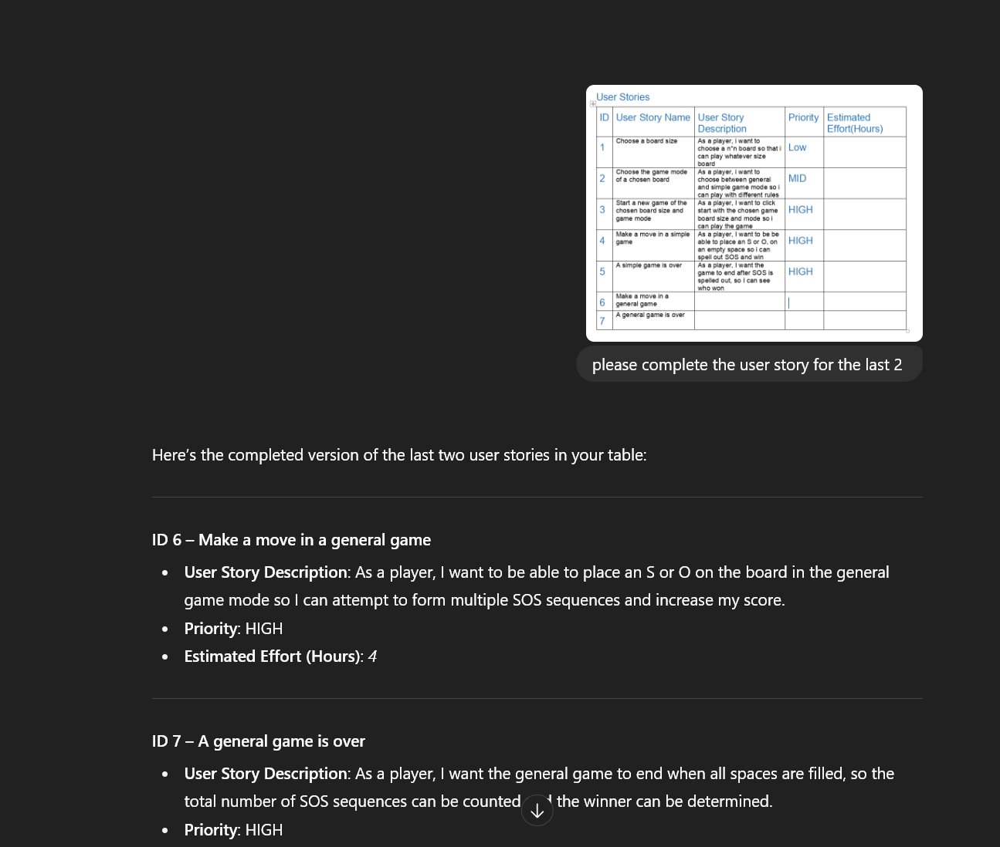 User Stories
ID User Story Name User Story Description Priority Estimated Effort(Hours)
1 Choose a board size As a player, i want to choose a n*n board so that i can play whatever size board Low
2 Choose the game mode of a chosen board As a player, i want to choose between general and simple game mode so i can play with different rules MID
3 Start a new game of the chosen board size and game mode As a player, I want to click start with the chosen game board size and mode so i can play the game HIGH
4 Make a move in a simple game As a player, I want to be be able to place an S or O, on an empty space so i can spell out SOS and win HIGH
5 A simple game is over As a player, I want the game to end after SOS is spelled out, so I can see who won HIGH
6 Make a move in a general game
7 A general game is over
please complete the user story for the last 2
Here’s the completed version of the last two user stories in your table:
ID 6 – Make a move in a general game
• User Story Description: As a player, I want to be able to place an S or O on the board in the general
game mode so I can attempt to form multiple SOS sequences and increase my score.
• Priority: HIGH
• Estimated Effort (Hours): 4
ID 7 – A general game is over
• User Story Description: As a player, I want the general game to end when all spaces are filled, so the
total number of SOS sequences can be counted the winner can be determined.
• Priority: HIGH